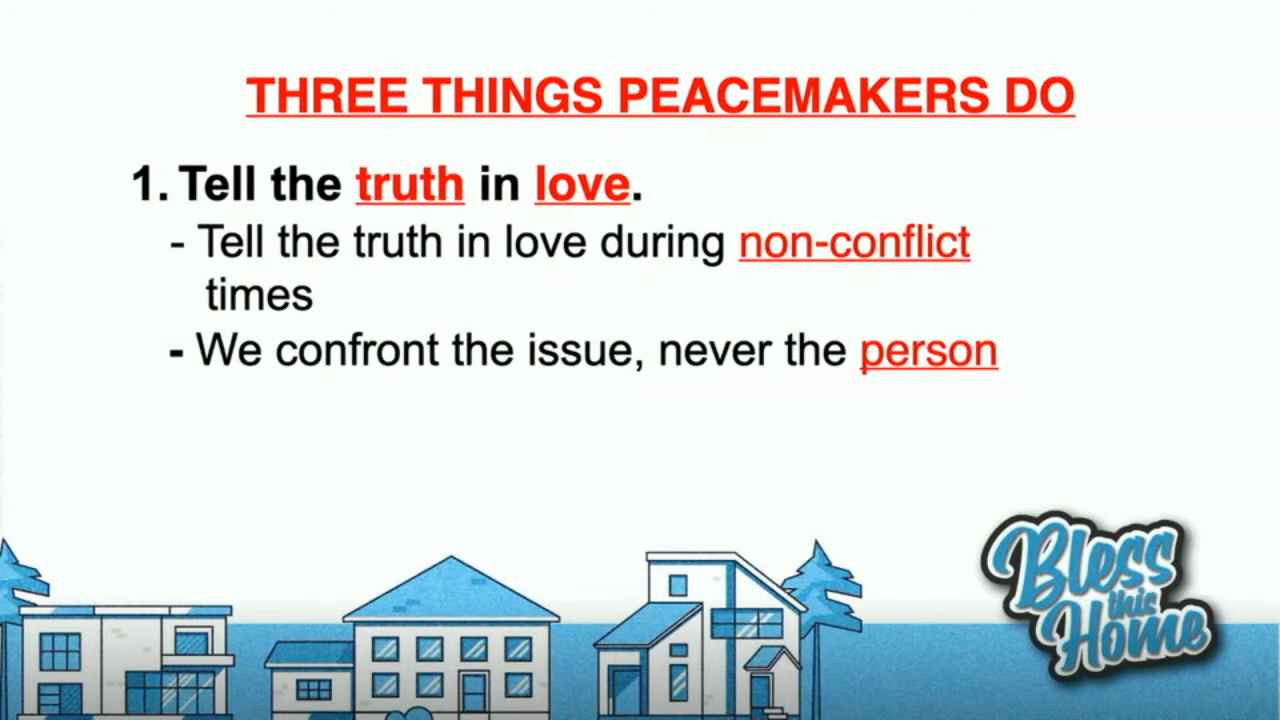 THREE THINGS PEACEMAKERS DO
1. Tell the truth in love.
- Tell the truth in love during non-conflict
times
- We confront the issue, never the person
Bless
this
Home